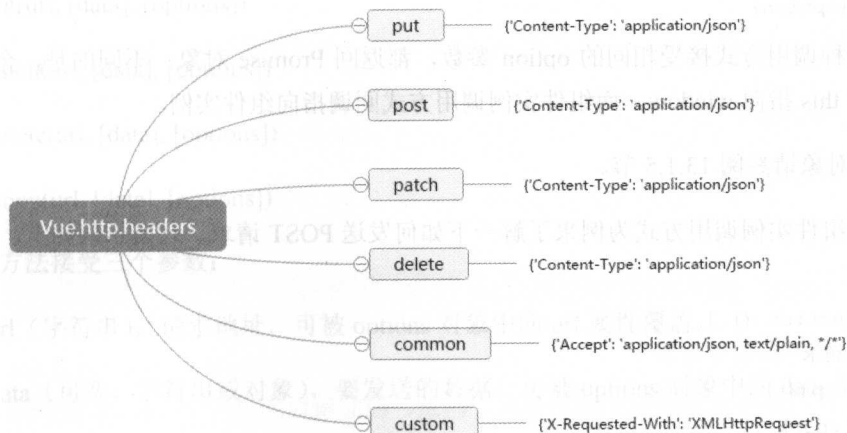 put
{'Content-Type': 'application/json'}
post
{'Content-Type': 'application/json'}
patch
{'Content-Type': 'application/json'}
Vue.http.headers
delete
{'Content-Type': 'application/json'}
common
{'Accept': 'application/json, text/plain, */*'}
custom
{'X-Requested-With': 'XMLHttpRequest'}